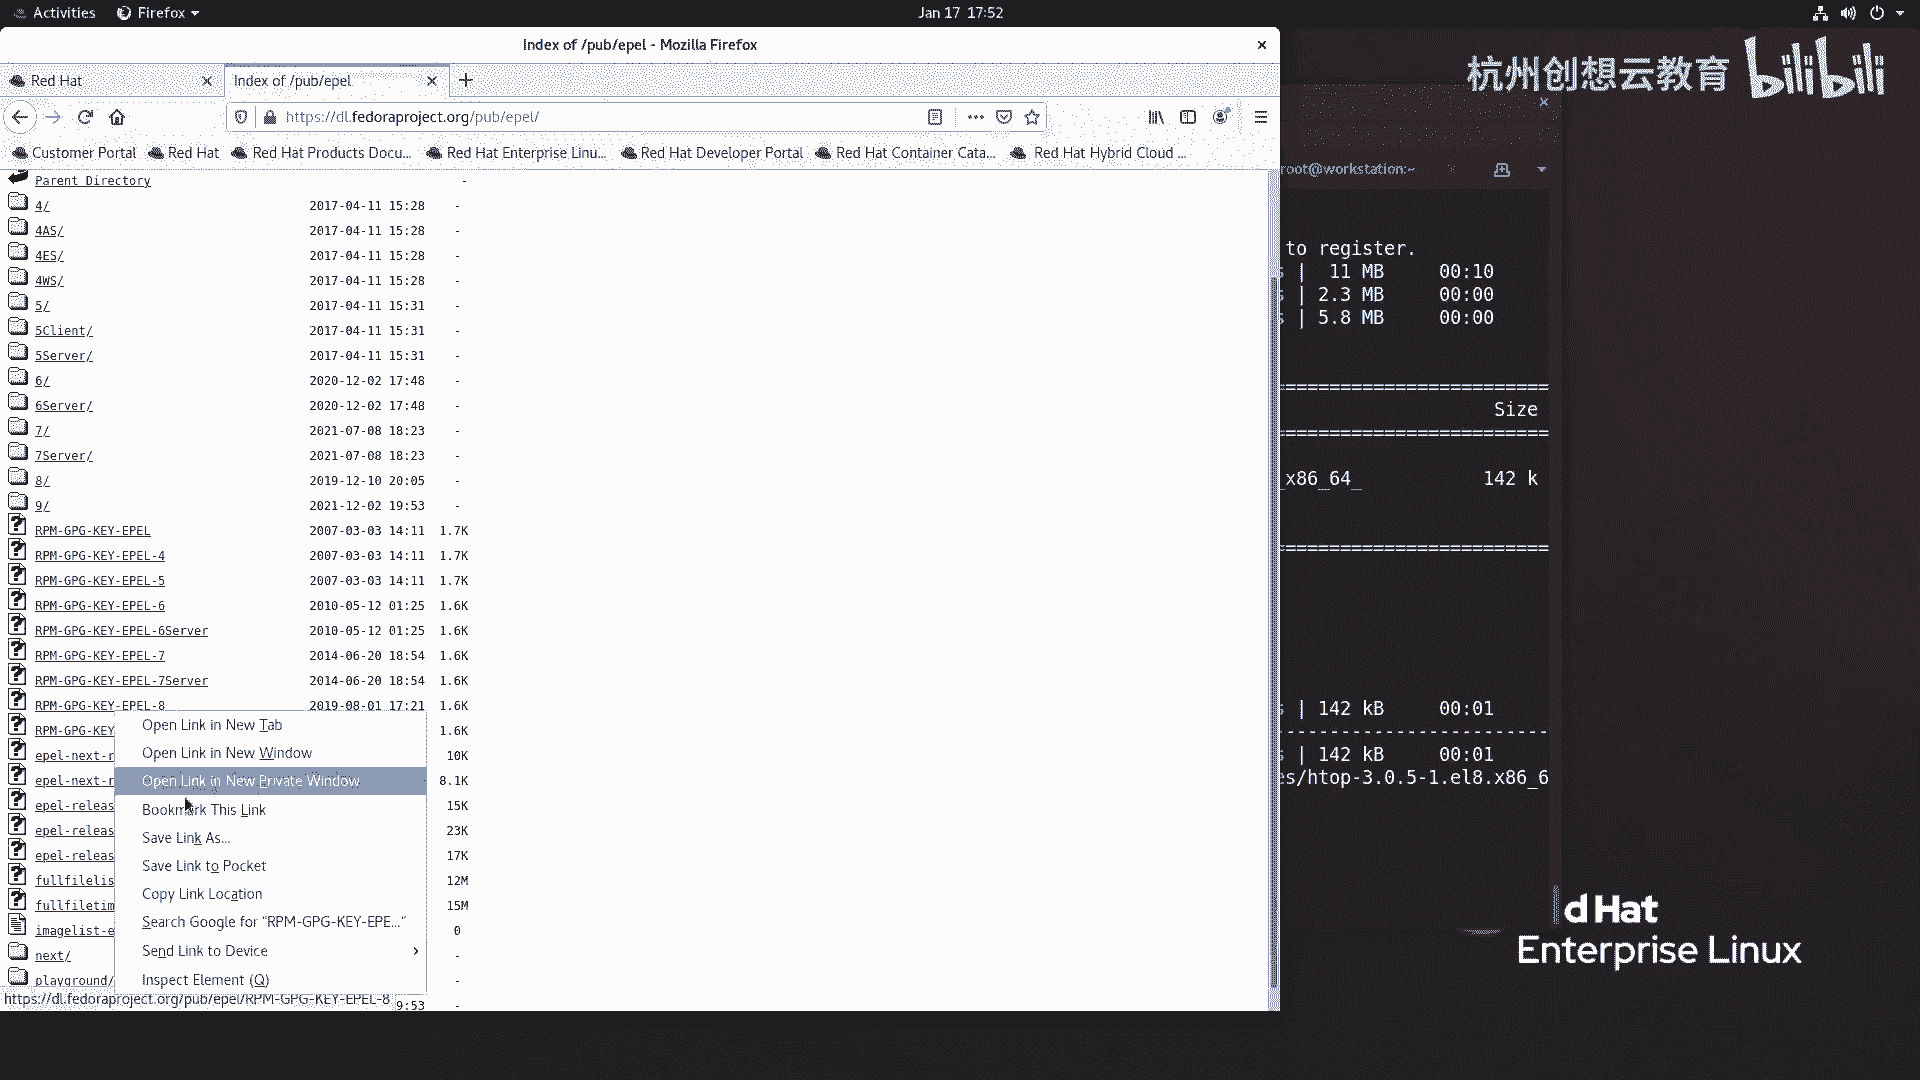 Activities Firefox Jan 17 17:52
Index of /pub/epel - Mozilla Firefox
Red Hat Index of /pub/epel
https://dl.fedoraproject.org/pub/epel/
Customer Portal Red Hat Red Hat Products Docu... Red Hat Enterprise Linu... Red Hat Developer Portal Red Hat Container Cata... Red Hat Hybrid Cloud ...
Parent Directory -
4/ 2017-04-11 15:28 -
4AS/ 2017-04-11 15:28 -
4ES/ 2017-04-11 15:28 -
4WS/ 2017-04-11 15:28 -
5/ 2017-04-11 15:31 -
5Client/ 2017-04-11 15:31 -
5Server/ 2017-04-11 15:31 -
6/ 2020-12-02 17:48 -
6Server/ 2020-12-02 17:48 -
7/ 2021-07-08 18:23 -
7Server/ 2021-07-08 18:23 -
8/ 2019-12-10 20:05 -
9/ 2021-12-02 19:53 -
RPM-GPG-KEY-EPEL 2007-03-03 14:11 1.7K
RPM-GPG-KEY-EPEL-4 2007-03-03 14:11 1.7K
RPM-GPG-KEY-EPEL-5 2007-03-03 14:11 1.7K
RPM-GPG-KEY-EPEL-6 2010-05-12 01:25 1.6K
RPM-GPG-KEY-EPEL-6Server 2010-05-12 01:25 1.6K
RPM-GPG-KEY-EPEL-7 2014-06-20 18:54 1.6K
RPM-GPG-KEY-EPEL-7Server 2014-06-20 18:54 1.6K
RPM-GPG-KEY-EPEL-8 2019-08-01 17:21 1.6K
RPM-GPG-KEY 1.6K
epel-next-r 10K
epel-next-r 8.1K
epel-releas 15K
epel-releas 23K
epel-releas 17K
fullfilelis 12M
fullfiletim 15M
imagelist-e 0
next/ -
playground/ -
9:53 -
Open Link in New Tab
Open Link in New Window
Open Link in New Private Window
Bookmark This Link
Save Link As...
Save Link to Pocket
Copy Link Location
Search Google for “RPM-GPG-KEY-EPE...”
Send Link to Device
Inspect Element (Q)
https://dl.fedoraproject.org/pub/epel/RPM-GPG-KEY-EPEL-8
杭州创想云教育 bilibili
root@workstation:~
to register.
s | 11 MB 00:10
s | 2.3 MB 00:00
s | 5.8 MB 00:00
================================
Size
================================
_x86_64_ 142 k
================================
s | 142 kB 00:01
--------------------------------
s | 142 kB 00:01
es/htop-3.0.5-1.el8.x86_6
d Hat
Enterprise Linux